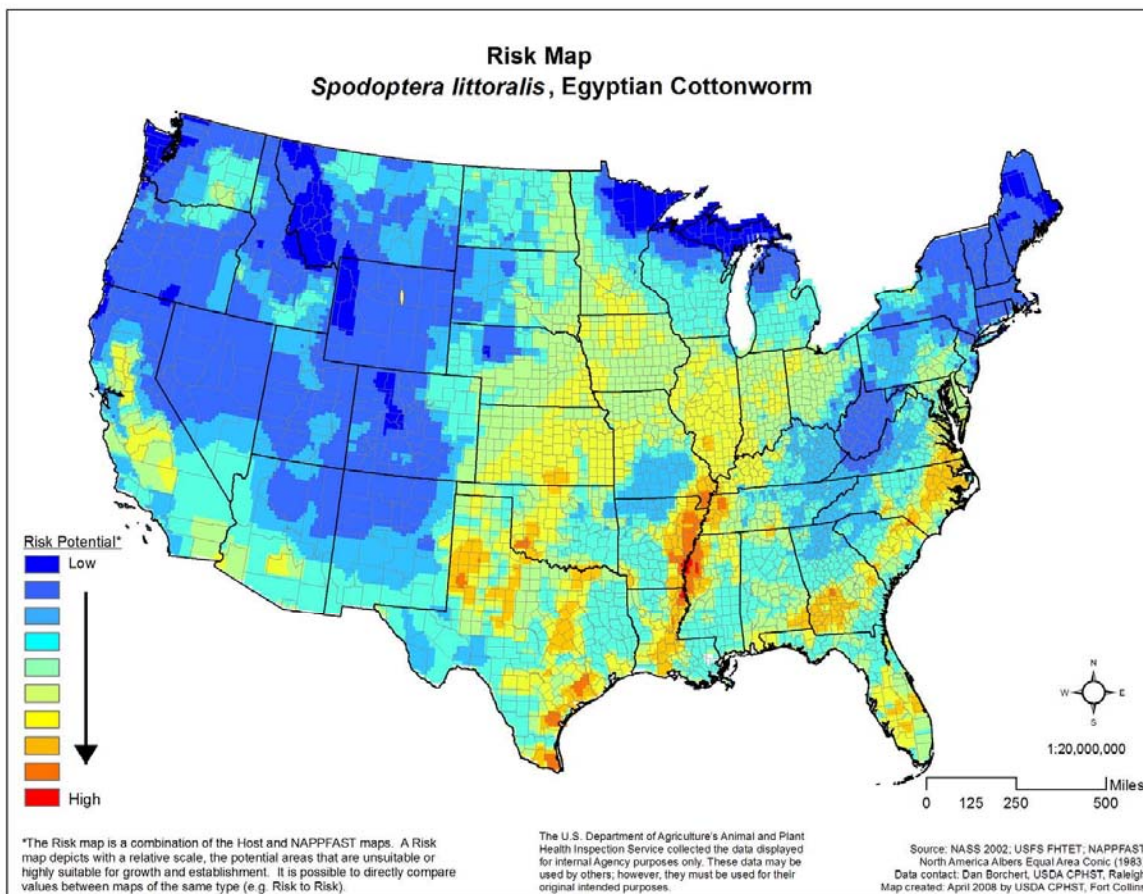 Risk Map
Spodoptera littoralis, Egyptian Cottonworm
Risk Potential*
Low
High
N
W E
S
1:20,000,000
Miles
0 125 250 500
*The Risk map is a combination of the Host and NAPPFAST maps. A Risk
map depicts with a relative scale, the potential areas that are unsuitable or
highly suitable for growth and establishment. It is possible to directly compare
values between maps of the same type (e.g. Risk to Risk).
The U.S. Department of Agriculture's Animal and Plant
Health Inspection Service collected the data displayed
for internal Agency purposes only. These data may be
used by others; however, they must be used for their
original intended purposes.
Source: NASS 2002; USFS FHTET; NAPPFAST
North America Albers Equal Area Conic (1983)
Data contact: Dan Borchert, USDA CPHST, Raleigh
Map created: April 2008 by USDA CPHST, Fort Coll